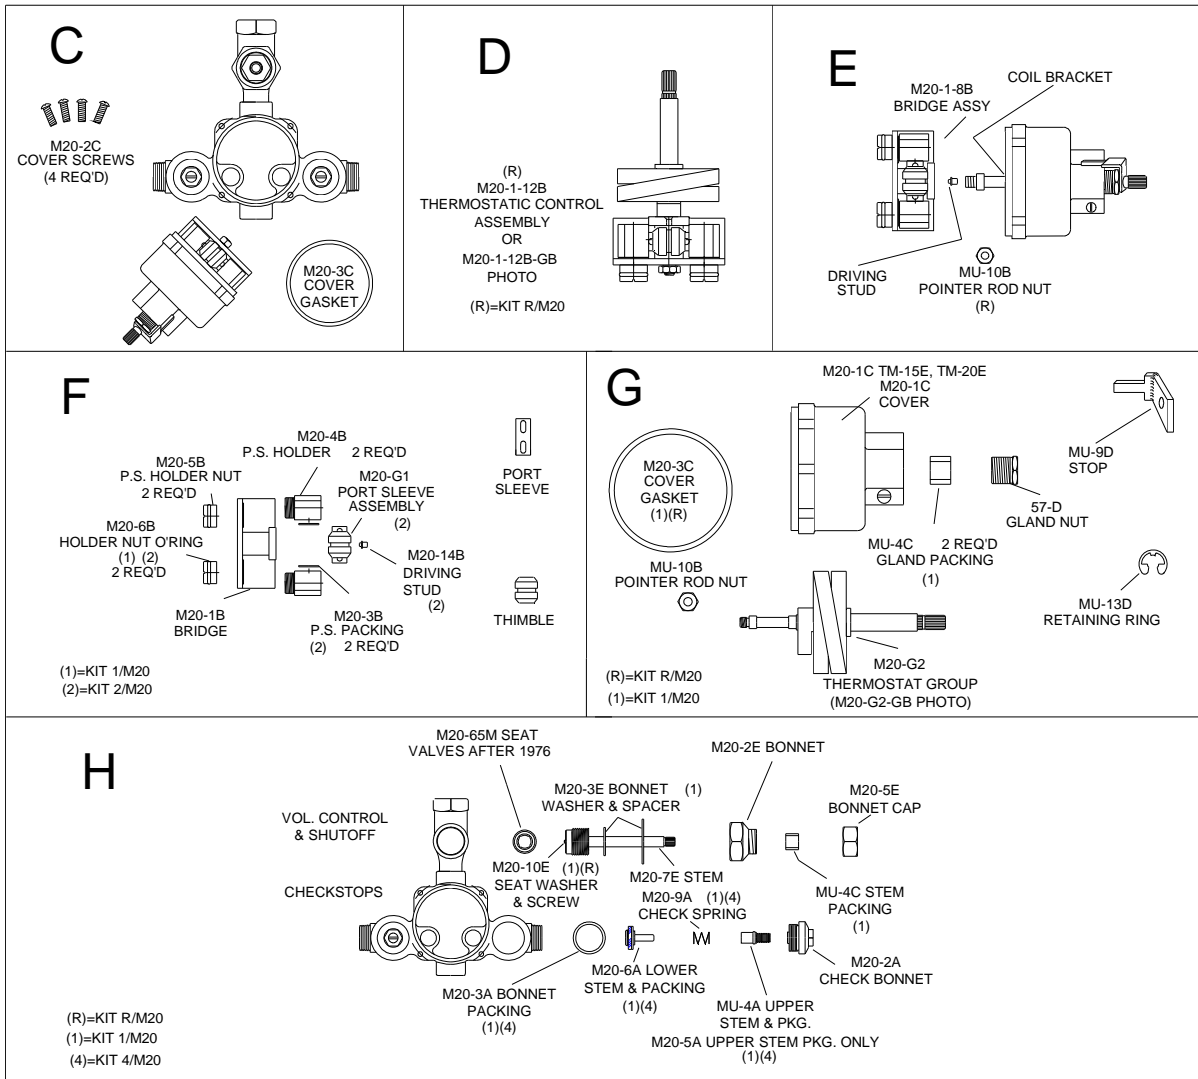 C
M20-2C
COVER SCREWS
(4 REQ'D)
M20-3C
COVER
GASKET
D
(R)
M20-1-12B
THERMOSTATIC CONTROL
ASSEMBLY
OR
M20-1-12B-GB
PHOTO
(R)=KIT R/M20
E
M20-1-8B
BRIDGE ASSY
COIL BRACKET
DRIVING
STUD
MU-10B
POINTER ROD NUT
(R)
F
M20-4B
P.S. HOLDER 2 REQ'D
M20-5B
P.S. HOLDER NUT
2 REQ'D
M20-G1
PORT SLEEVE
ASSEMBLY
(2)
M20-6B
HOLDER NUT O'RING
(1) (2)
2 REQ'D
M20-14B
DRIVING
STUD
(2)
M20-1B
BRIDGE
M20-3B
P.S. PACKING
(2) 2 REQ'D
PORT
SLEEVE
THIMBLE
(1)=KIT 1/M20
(2)=KIT 2/M20
G
M20-1C TM-15E, TM-20E
M20-1C
COVER
M20-3C
COVER
GASKET
(1)(R)
MU-9D
STOP
57-D
GLAND NUT
MU-4C 2 REQ'D
GLAND PACKING
(1)
MU-10B
POINTER ROD NUT
MU-13D
RETAINING RING
M20-G2
THERMOSTAT GROUP
(M20-G2-GB PHOTO)
(R)=KIT R/M20
(1)=KIT 1/M20
H
M20-65M SEAT
VALVES AFTER 1976
M20-2E BONNET
M20-3E BONNET (1)
WASHER & SPACER
M20-5E
BONNET CAP
VOL. CONTROL
& SHUTOFF
M20-10E (1)(R)
SEAT WASHER
& SCREW
M20-7E STEM
MU-4C STEM
PACKING
(1)
CHECKSTOPS
M20-9A (1)(4)
CHECK SPRING
M20-2A
CHECK BONNET
M20-6A LOWER
STEM & PACKING
(1)(4)
M20-3A BONNET
PACKING
(1)(4)
MU-4A UPPER
STEM & PKG.
M20-5A UPPER STEM PKG. ONLY
(1)(4)
(R)=KIT R/M20
(1)=KIT 1/M20
(4)=KIT 4/M20